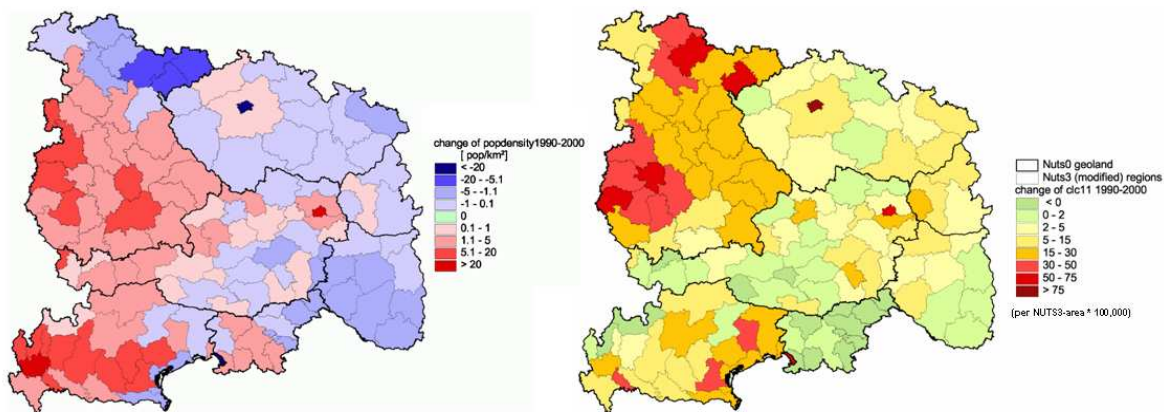 change of popdensity1990-2000
[ pop/km²]
< -20
-20 - -5.1
-5 - -1.1
-1 - -0.1
0
0.1 - 1
1.1 - 5
5.1 - 20
> 20
Nuts0 geoland
Nuts3 (modified) regions
change of clc11 1990-2000
< 0
0 - 2
2 - 5
5 - 15
15 - 30
30 - 50
50 - 75
> 75
(per NUTS3-area * 100,000)